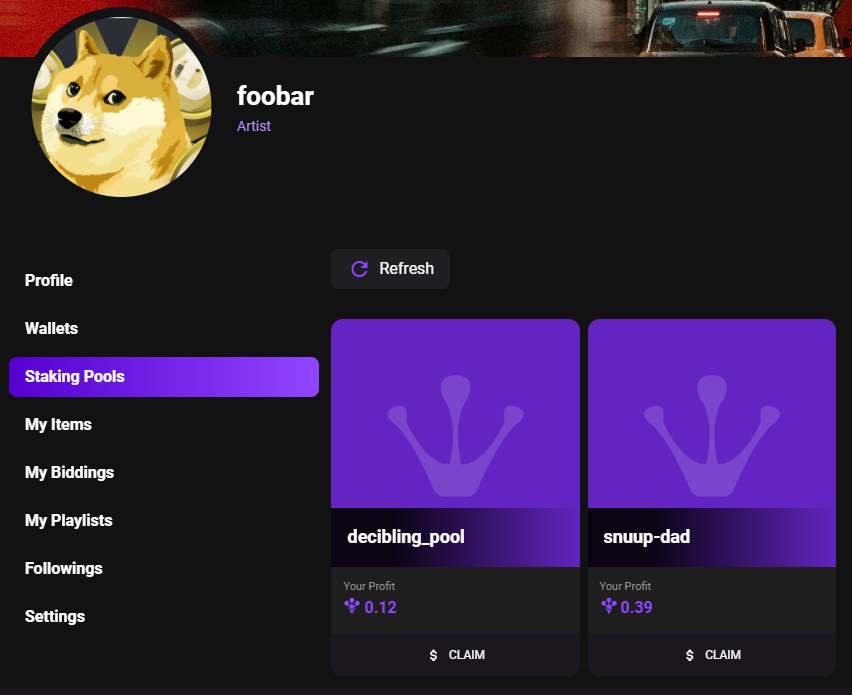 foobar
Artist
Profile
Wallets
Staking Pools
My Items
My Biddings
My Playlists
Followings
Settings
Refresh
decibling_pool
Your Profit
0.12
$ CLAIM
snuup-dad
Your Profit
0.39
$ CLAIM